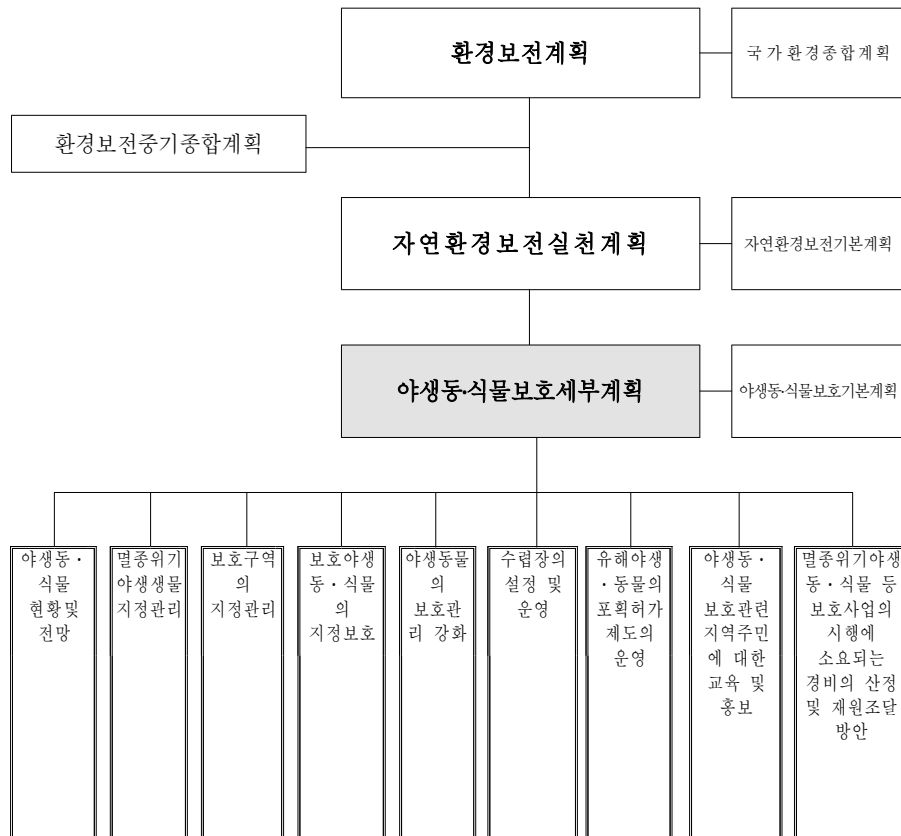 환경보전계획
국가환경종합계획
환경보전중기종합계획
자연환경보전실천계획
자연환경보전기본계획
야생동·식물보호세부계획
야생동·식물보호기본계획
야생동·
식물
현황및
전망
멸종위기
야생생물
지정관리
보호구역
의
지정관리
보호야생
동·식물
의
지정보호
야생동물
의
보호관
리 강화
수렵장의
설정 및
운영
유해야생
·동물의
포획허가
제도의
운영
야생동·
식물
보호관련
지역주민
에 대한
교육 및
홍보
멸종위기야생
동·식물 등
보호사업의
시행에
소요되는
경비의 산정
및 재원조달
방안